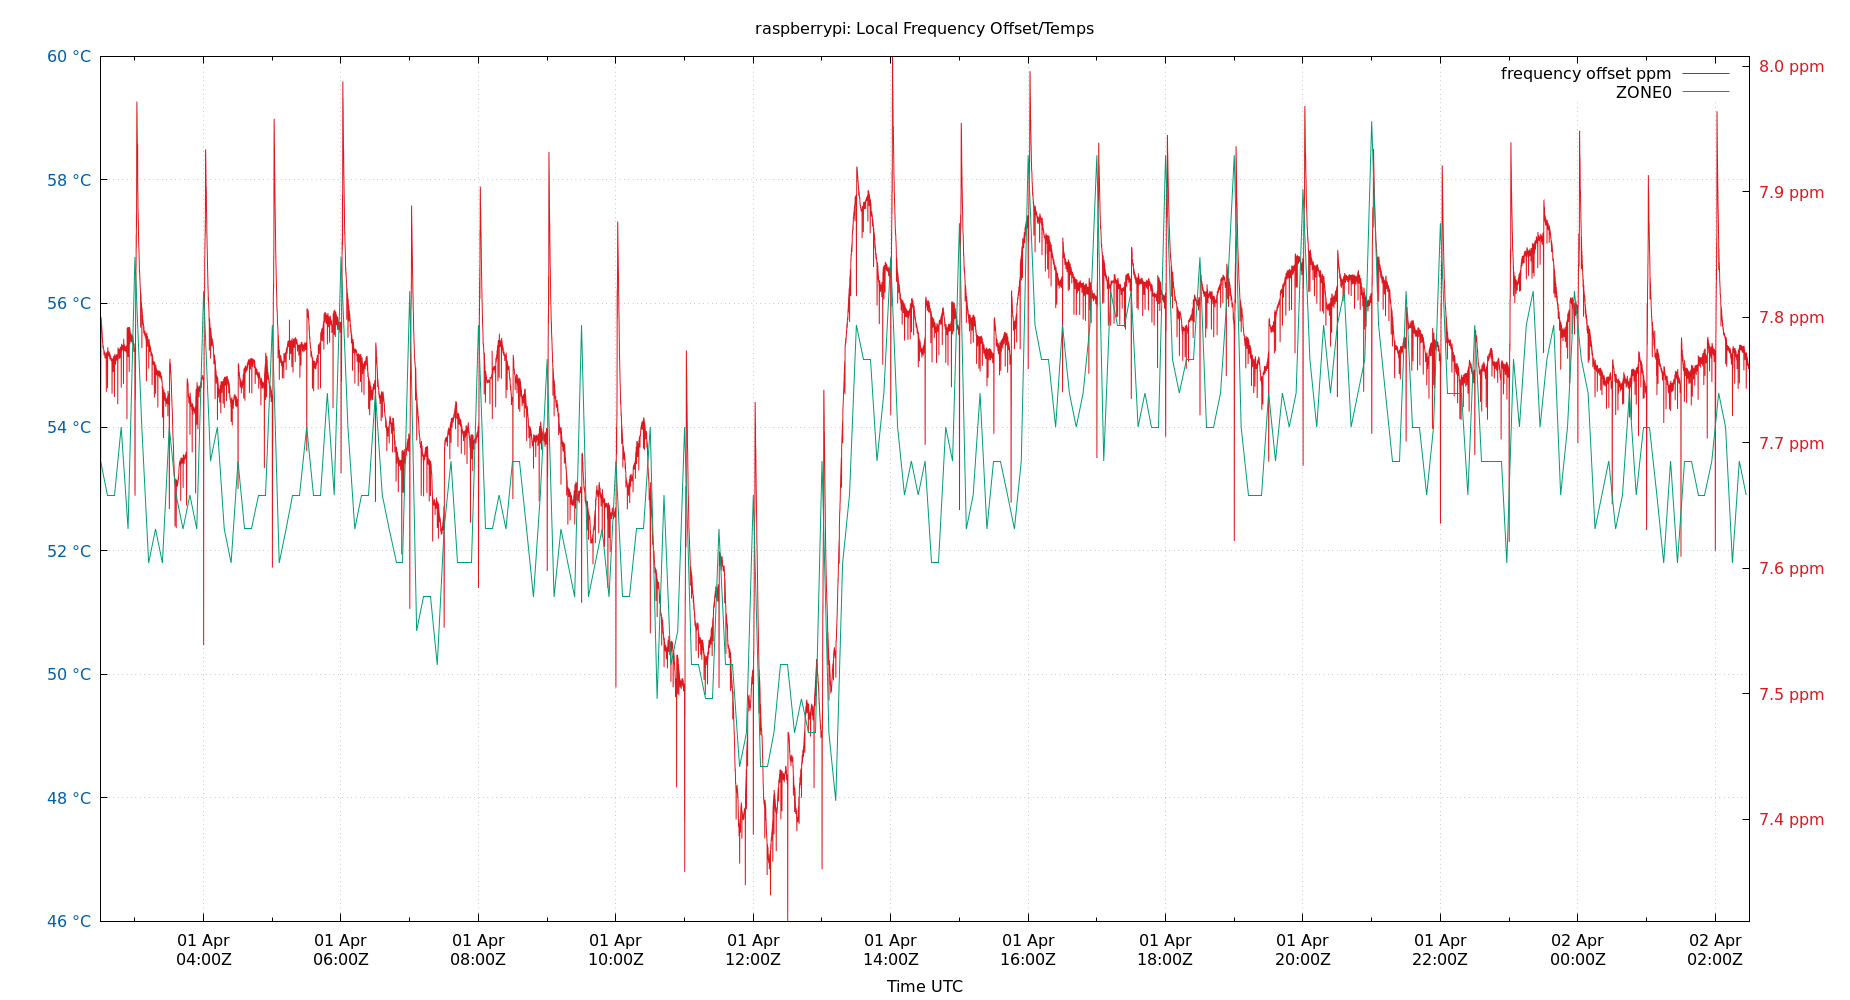 raspberrypi: Local Frequency Offset/Temps
60 °C
58 °C
56 °C
54 °C
52 °C
50 °C
48 °C
46 °C
8.0 ppm
7.9 ppm
7.8 ppm
7.7 ppm
7.6 ppm
7.5 ppm
7.4 ppm
frequency offset ppm
ZONE0
01 Apr 01 Apr 01 Apr 01 Apr 01 Apr 01 Apr 01 Apr 01 Apr 01 Apr 01 Apr 02 Apr 02 Apr
04:00Z 06:00Z 08:00Z 10:00Z 12:00Z 14:00Z 16:00Z 18:00Z 20:00Z 22:00Z 00:00Z 02:00Z
Time UTC